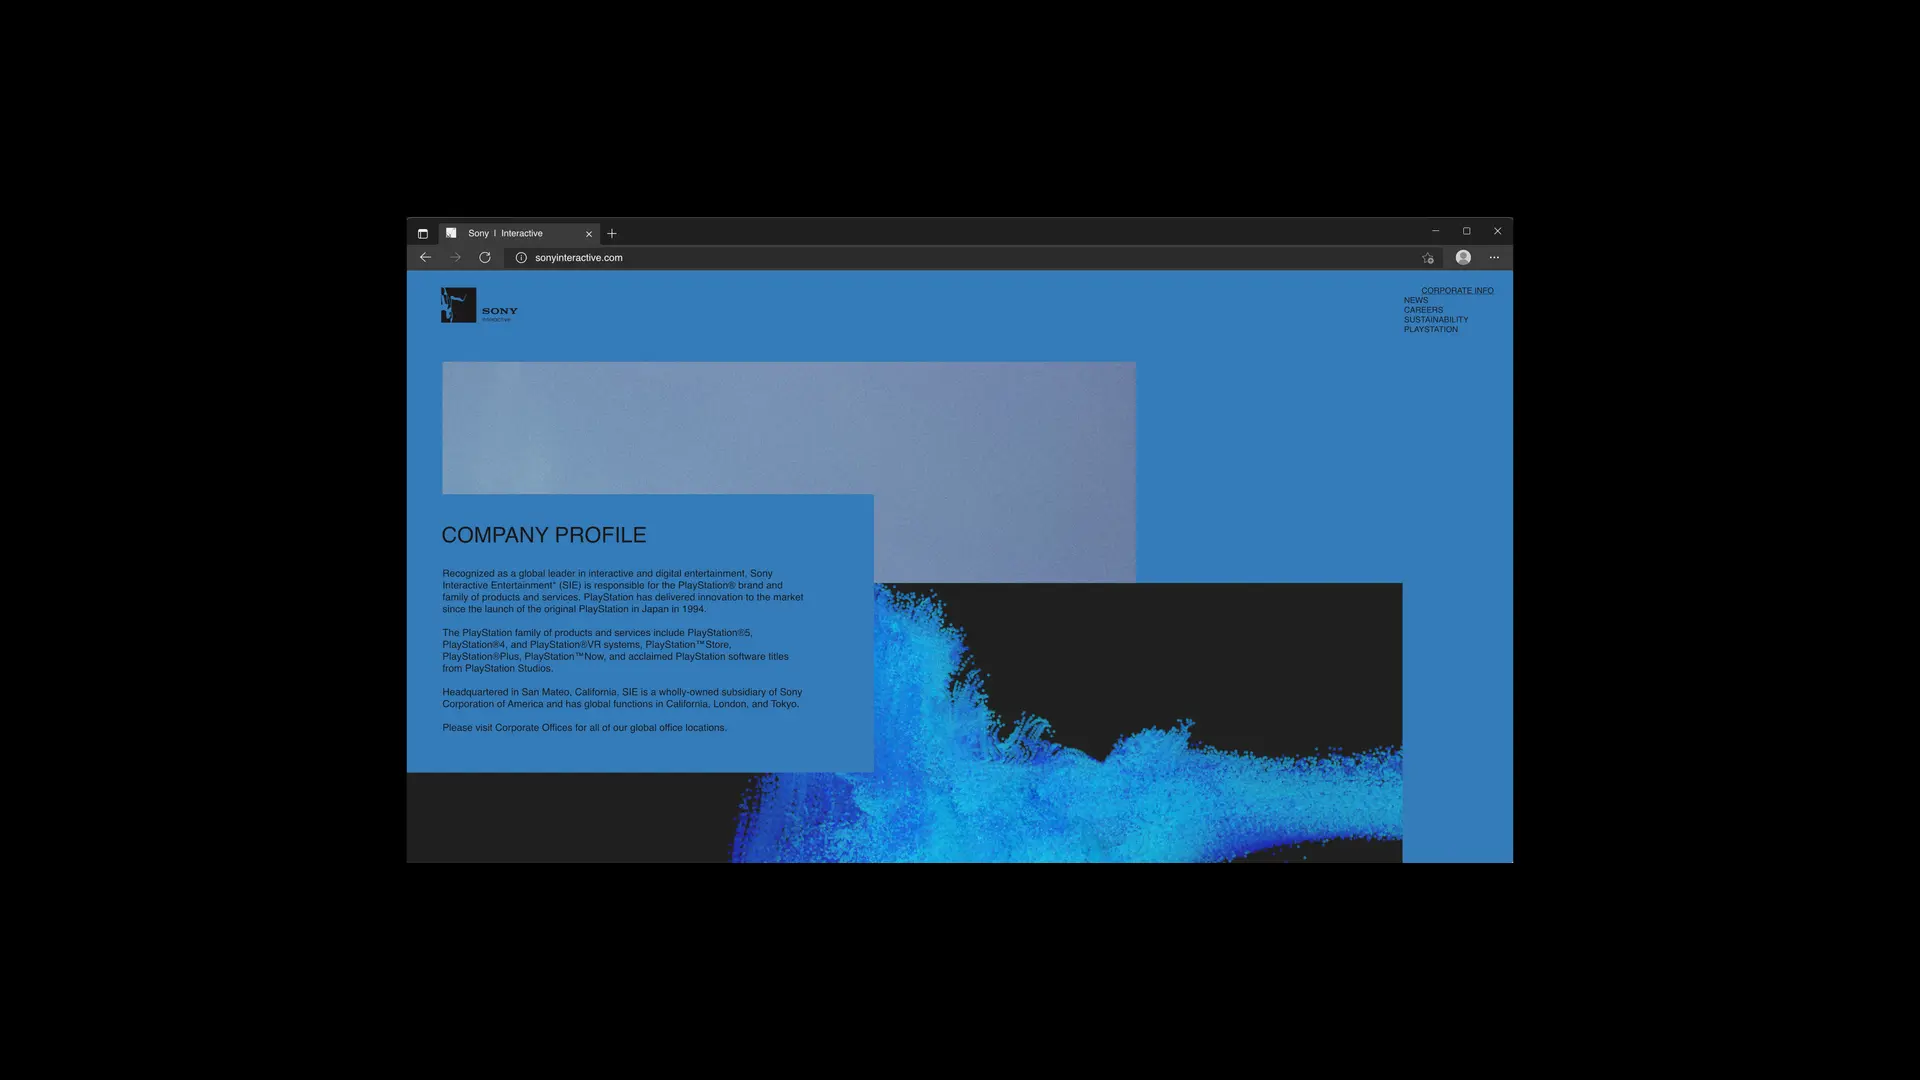 Sony | Interactive
sonyinteractive.com
SONY
INTERACTIVE
CORPORATE INFO
NEWS
CAREERS
SUSTAINABILITY
PLAYSTATION
COMPANY PROFILE
Recognized as a global leader in interactive and digital entertainment, Sony
Interactive Entertainment* (SIE) is responsible for the PlayStation® brand and
family of products and services. PlayStation has delivered innovation to the market
since the launch of the original PlayStation in Japan in 1994.
The PlayStation family of products and services include PlayStation®5,
PlayStation®4, and PlayStation®VR systems, PlayStation™Store,
PlayStation®Plus, PlayStation™Now, and acclaimed PlayStation software titles
from PlayStation Studios.
Headquartered in San Mateo, California, SIE is a wholly-owned subsidiary of Sony
Corporation of America and has global functions in California, London, and Tokyo.
Please visit Corporate Offices for all of our global office locations.